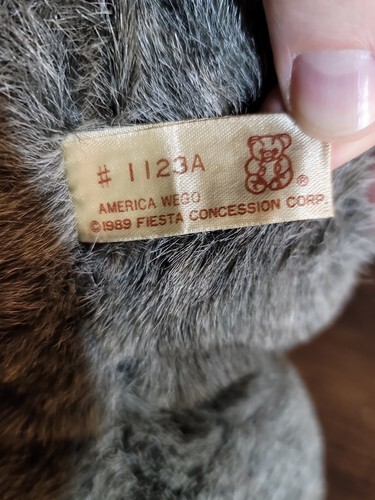 # 1123A
®
AMERICA WEGO
©1989 FIESTA CONCESSION CORP.